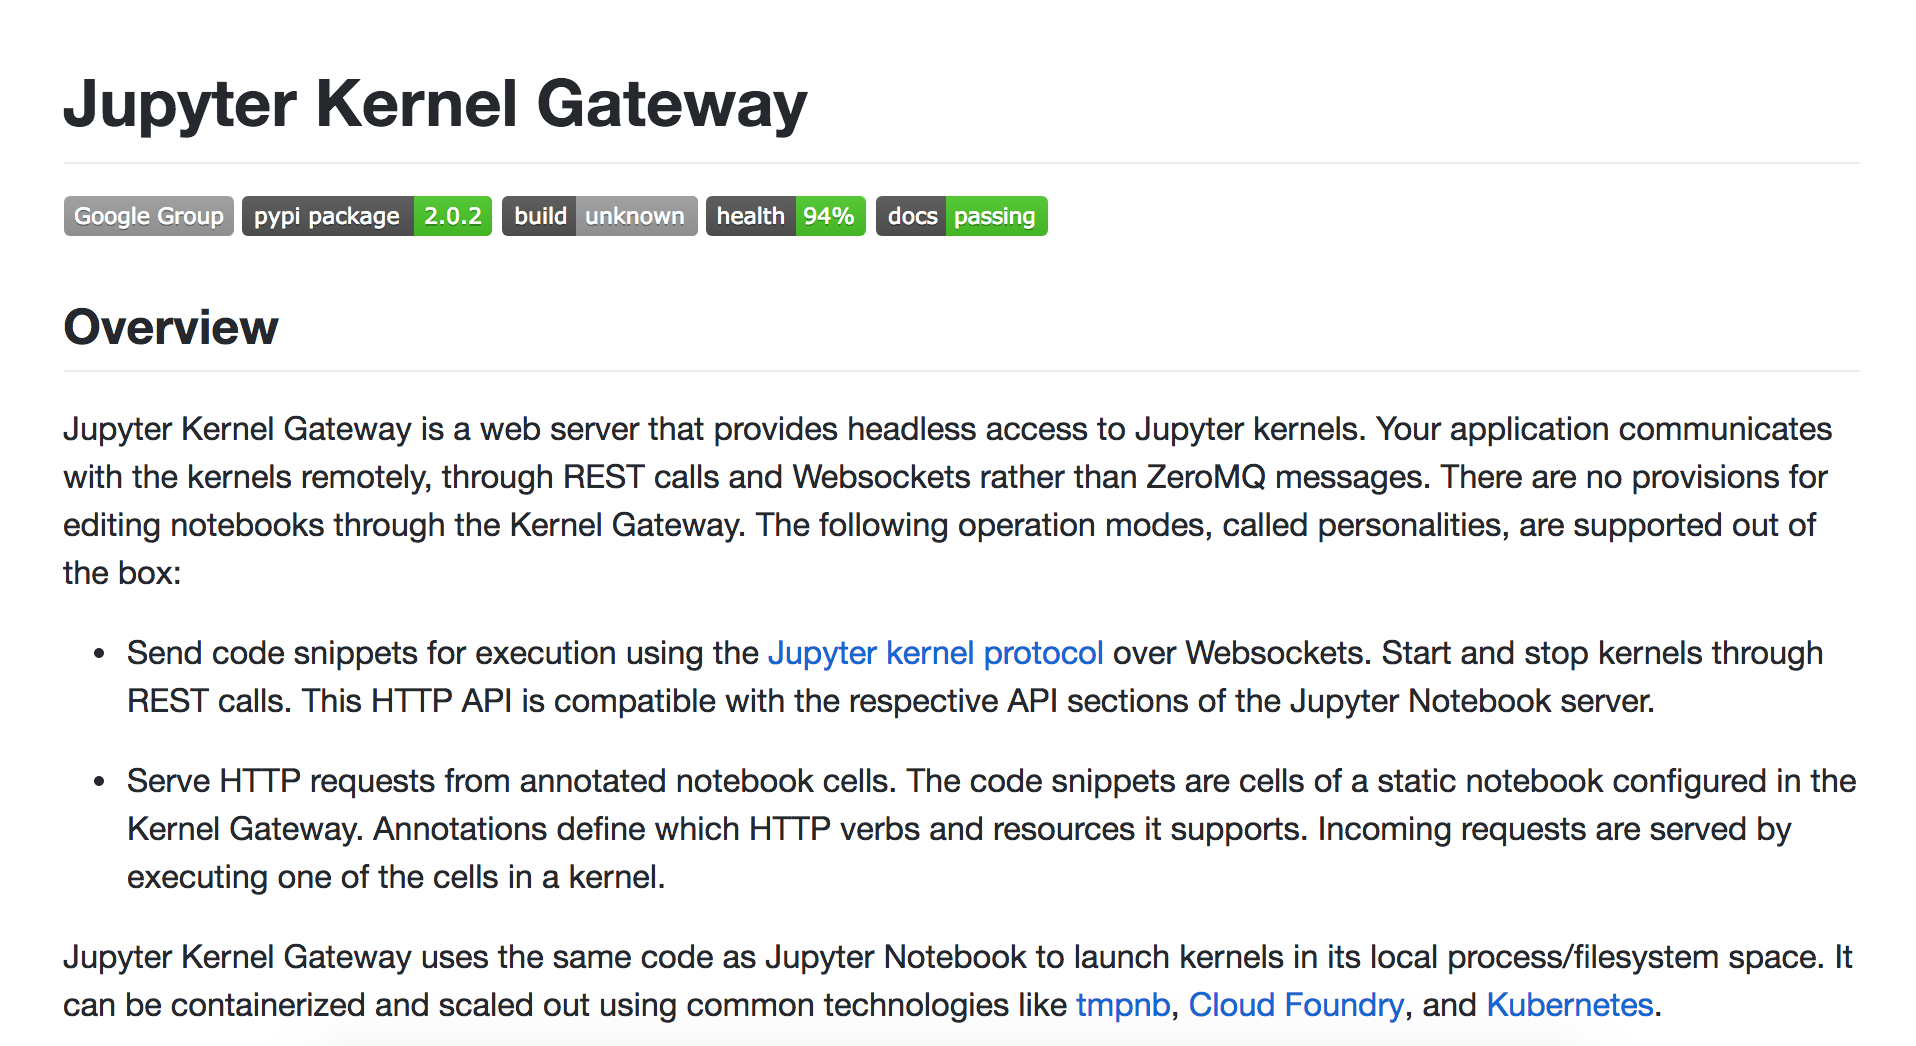 Jupyter Kernel Gateway
Google Group pypi package 2.0.2 build unknown health 94% docs passing
Overview
Jupyter Kernel Gateway is a web server that provides headless access to Jupyter kernels. Your application communicates
with the kernels remotely, through REST calls and Websockets rather than ZeroMQ messages. There are no provisions for
editing notebooks through the Kernel Gateway. The following operation modes, called personalities, are supported out of
the box:
• Send code snippets for execution using the Jupyter kernel protocol over Websockets. Start and stop kernels through
REST calls. This HTTP API is compatible with the respective API sections of the Jupyter Notebook server.
• Serve HTTP requests from annotated notebook cells. The code snippets are cells of a static notebook configured in the
Kernel Gateway. Annotations define which HTTP verbs and resources it supports. Incoming requests are served by
executing one of the cells in a kernel.
Jupyter Kernel Gateway uses the same code as Jupyter Notebook to launch kernels in its local process/filesystem space. It
can be containerized and scaled out using common technologies like tmpnb, Cloud Foundry, and Kubernetes.